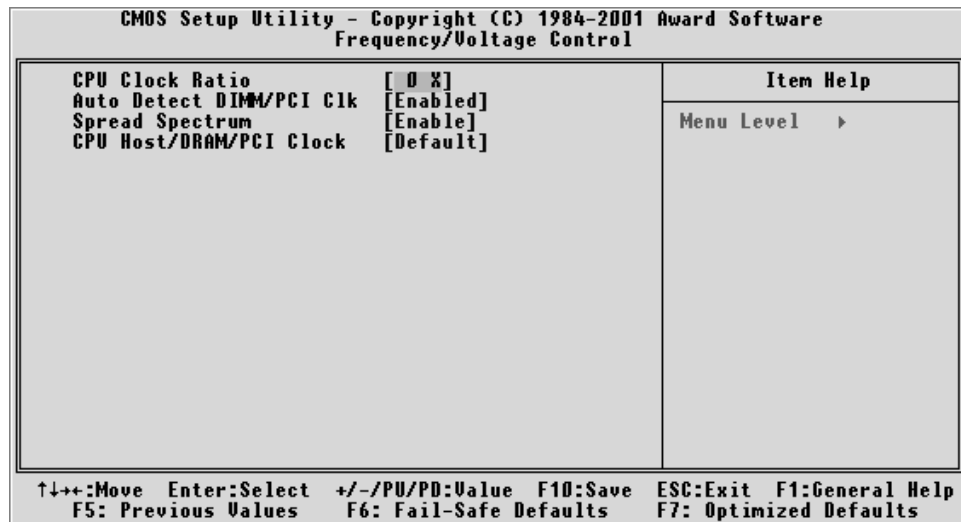 CMOS Setup Utility - Copyright (C) 1984-2001 Award Software
Frequency/Voltage Control
CPU Clock Ratio [ 0 X]
Auto Detect DIMM/PCI Clk [Enabled]
Spread Spectrum [Enable]
CPU Host/DRAM/PCI Clock [Default]
Item Help
Menu Level ▸
↑↓→←:Move Enter:Select +/-/PU/PD:Value F10:Save ESC:Exit F1:General Help
F5: Previous Values F6: Fail-Safe Defaults F7: Optimized Defaults